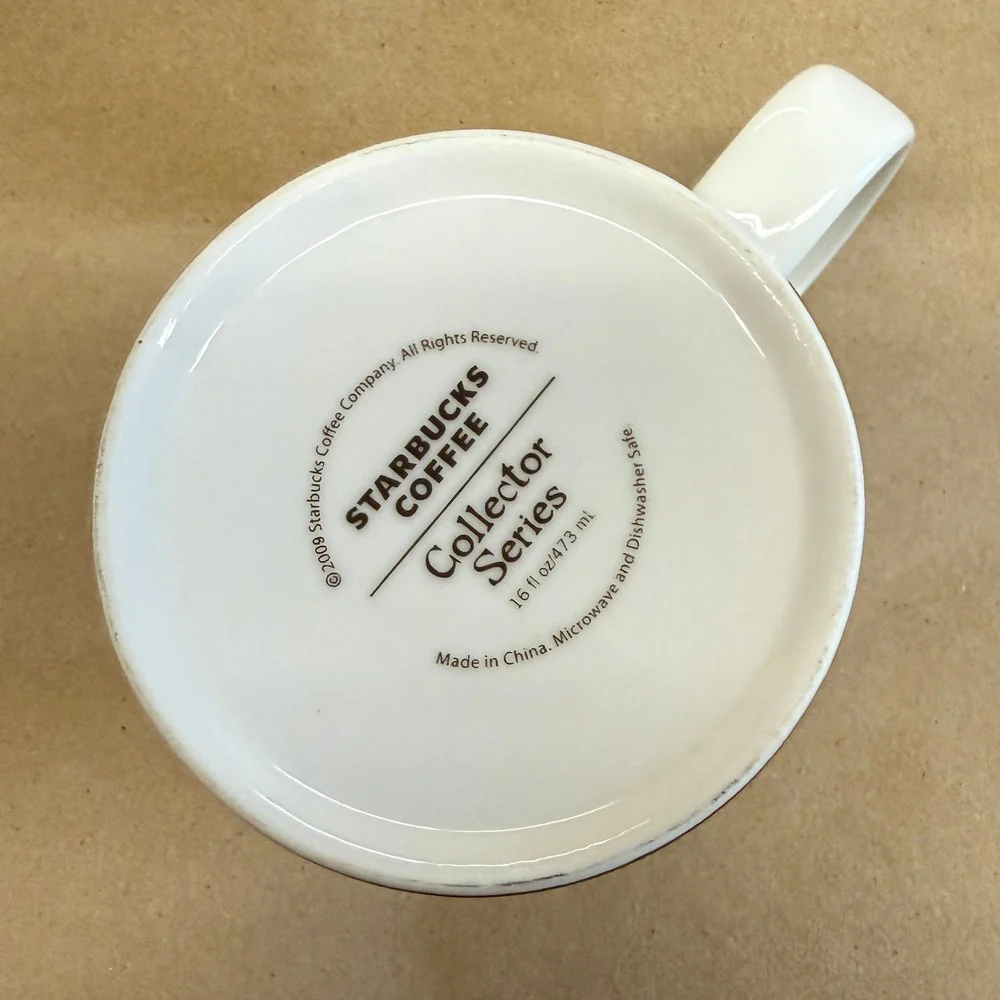 ©2009 Starbucks Coffee Company. All Rights Reserved.
STARBUCKS
COFFEE
Collector
Series
16 fl oz/473 ml
Made in China. Microwave and Dishwasher Safe.